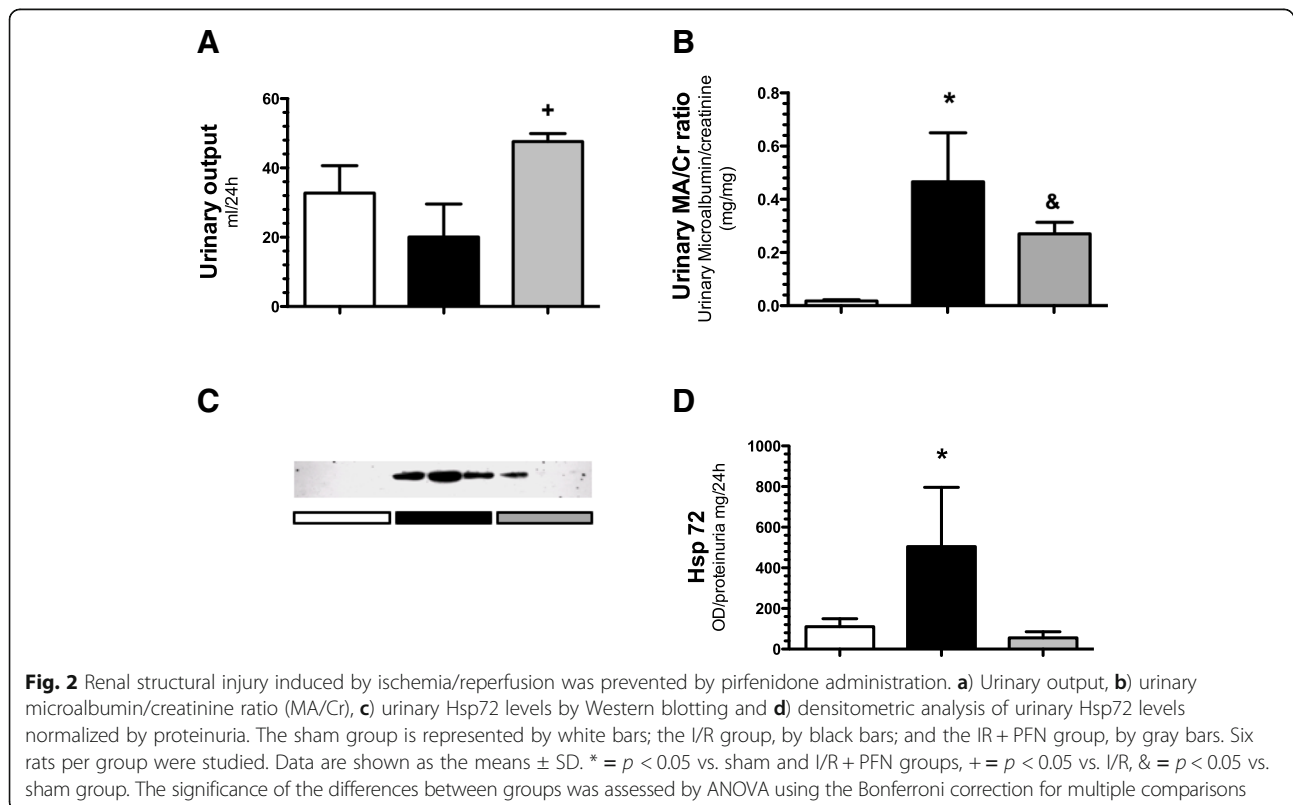 A
Urinary output
ml/24h
60
40
20
0
+
B
Urinary MA/Cr ratio
Urinary Microalbumin/creatinine
(mg/mg)
0.8
0.6
0.4
0.2
0.0
*
&
C
D
Hsp 72
OD/proteinuria mg/24h
1000
800
600
400
200
0
*
Fig. 2 Renal structural injury induced by ischemia/reperfusion was prevented by pirfenidone administration. a) Urinary output, b) urinary
microalbumin/creatinine ratio (MA/Cr), c) urinary Hsp72 levels by Western blotting and d) densitometric analysis of urinary Hsp72 levels
normalized by proteinuria. The sham group is represented by white bars; the I/R group, by black bars; and the IR + PFN group, by gray bars. Six
rats per group were studied. Data are shown as the means ± SD. * = p < 0.05 vs. sham and I/R + PFN groups, + = p < 0.05 vs. I/R, & = p < 0.05 vs.
sham group. The significance of the differences between groups was assessed by ANOVA using the Bonferroni correction for multiple comparisons